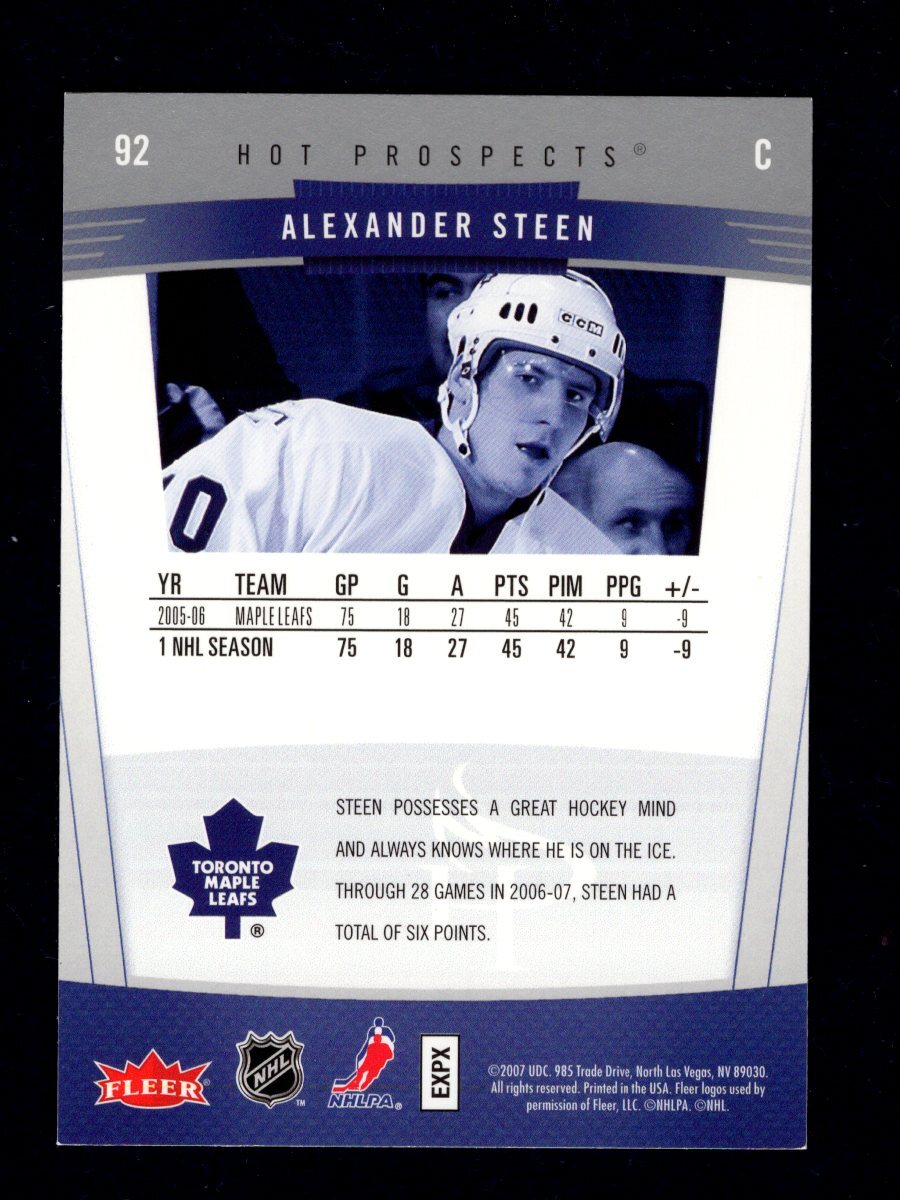 92 HOT PROSPECTS® C
ALEXANDER STEEN
CCM
0
YR TEAM GP G A PTS PIM PPG +/-
2005-06 MAPLE LEAFS 75 18 27 45 42 9 -9
1 NHL SEASON 75 18 27 45 42 9 -9
STEEN POSSESSES A GREAT HOCKEY MIND
AND ALWAYS KNOWS WHERE HE IS ON THE ICE.
THROUGH 28 GAMES IN 2006-07, STEEN HAD A
TOTAL OF SIX POINTS.
TORONTO
MAPLE
LEAFS
®
FLEER®
NHL
TM
NHLPA®
EXPX
©2007 UDC. 985 Trade Drive, North Las Vegas, NV 89030.
All rights reserved. Printed in the USA. Fleer logos used by
permission of Fleer, LLC. ©NHLPA. ©NHL.